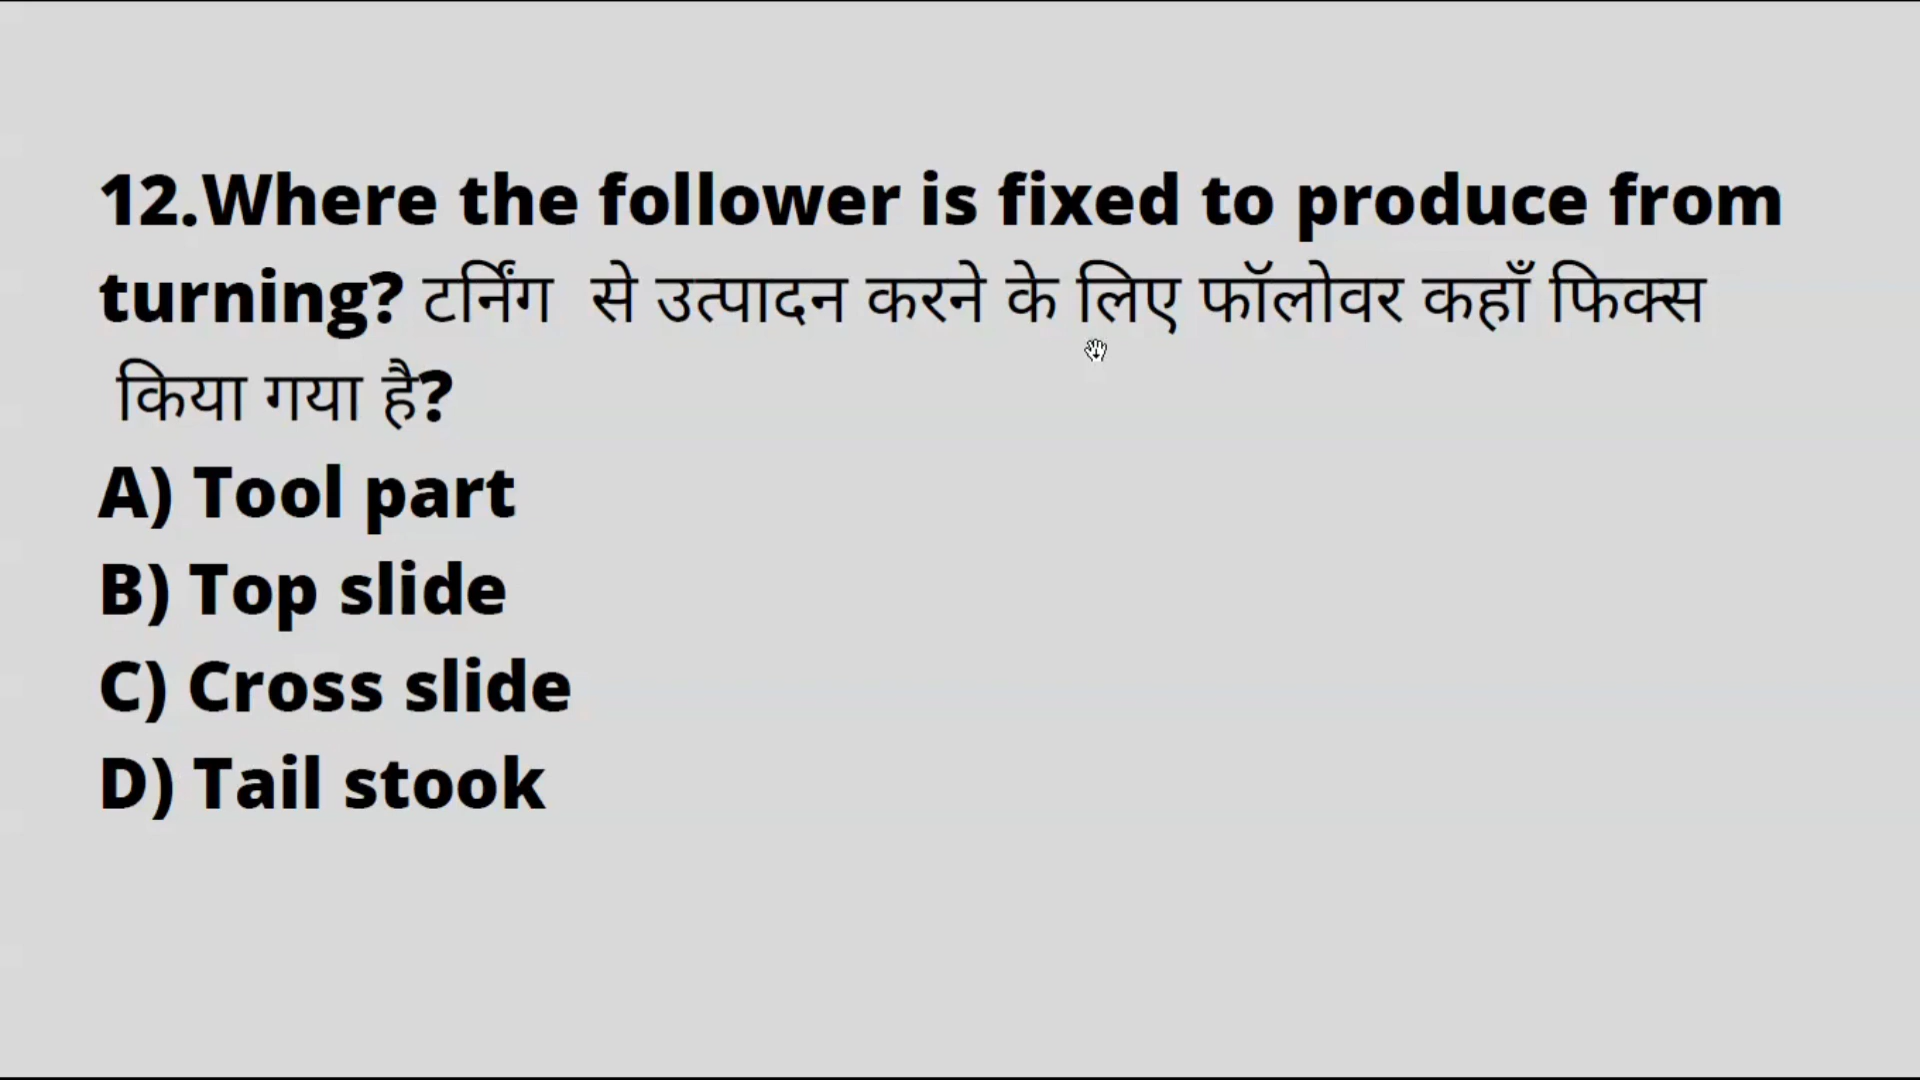 12.Where the follower is fixed to produce from
turning? टर्निंग से उत्पादन करने के लिए फॉलोवर कहाँ फिक्स
किया गया है?
A) Tool part
B) Top slide
C) Cross slide
D) Tail stook